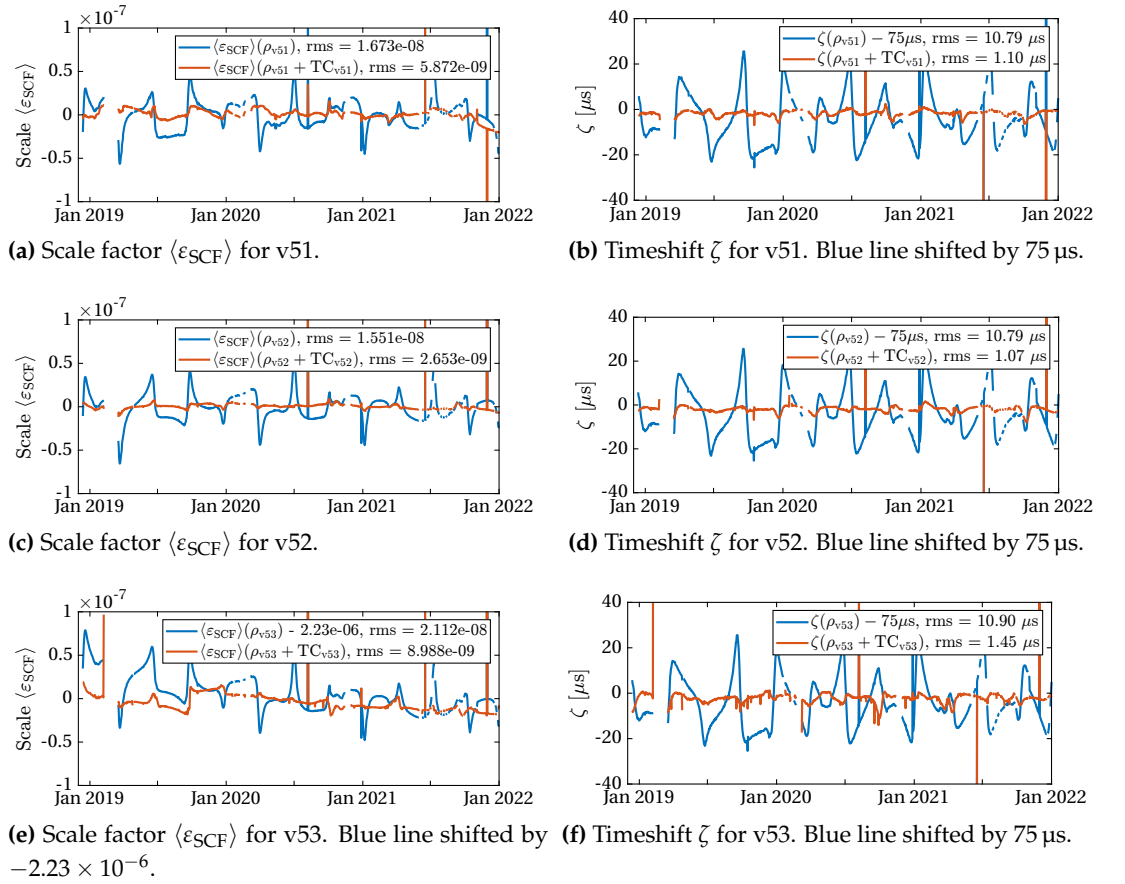 ×10⁻⁷
1
0.5
0
-0.5
-1
Scale ⟨ε_SCF⟩
⟨ε_SCF⟩(ρ_v51), rms = 1.673e-08
⟨ε_SCF⟩(ρ_v51 + TC_v51), rms = 5.872e-09
Jan 2019 Jan 2020 Jan 2021 Jan 2022
(a) Scale factor ⟨ε_SCF⟩ for v51.
40
20
0
-20
-40
ζ [μs]
ζ(ρ_v51) − 75μs, rms = 10.79 μs
ζ(ρ_v51 + TC_v51), rms = 1.10 μs
Jan 2019 Jan 2020 Jan 2021 Jan 2022
(b) Timeshift ζ for v51. Blue line shifted by 75 μs.
×10⁻⁷
1
0.5
0
-0.5
-1
Scale ⟨ε_SCF⟩
⟨ε_SCF⟩(ρ_v52), rms = 1.551e-08
⟨ε_SCF⟩(ρ_v52 + TC_v52), rms = 2.653e-09
Jan 2019 Jan 2020 Jan 2021 Jan 2022
(c) Scale factor ⟨ε_SCF⟩ for v52.
40
20
0
-20
-40
ζ [μs]
ζ(ρ_v52) − 75μs, rms = 10.79 μs
ζ(ρ_v52 + TC_v52), rms = 1.07 μs
Jan 2019 Jan 2020 Jan 2021 Jan 2022
(d) Timeshift ζ for v52. Blue line shifted by 75 μs.
×10⁻⁷
1
0.5
0
-0.5
-1
Scale ⟨ε_SCF⟩
⟨ε_SCF⟩(ρ_v53) - 2.23e-06, rms = 2.112e-08
⟨ε_SCF⟩(ρ_v53 + TC_v53), rms = 8.988e-09
Jan 2019 Jan 2020 Jan 2021 Jan 2022
(e) Scale factor ⟨ε_SCF⟩ for v53. Blue line shifted by
−2.23 × 10⁻⁶.
40
20
0
-20
-40
ζ [μs]
ζ(ρ_v53) − 75μs, rms = 10.90 μs
ζ(ρ_v53 + TC_v53), rms = 1.45 μs
Jan 2019 Jan 2020 Jan 2021 Jan 2022
(f) Timeshift ζ for v53. Blue line shifted by 75 μs.